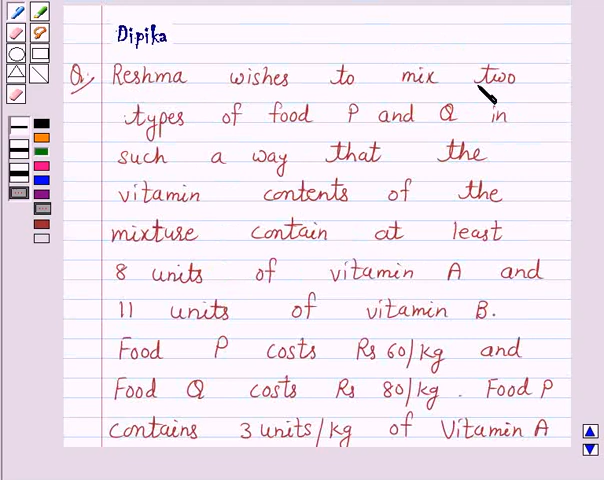 Dipika
Q. Reshma wishes to mix two
types of food P and Q in
such a way that the
vitamin contents of the
mixture contain at least
8 units of vitamin A and
11 units of vitamin B.
Food P costs Rs 60/kg and
Food Q costs Rs 80/kg. Food P
contains 3 units/kg of Vitamin A